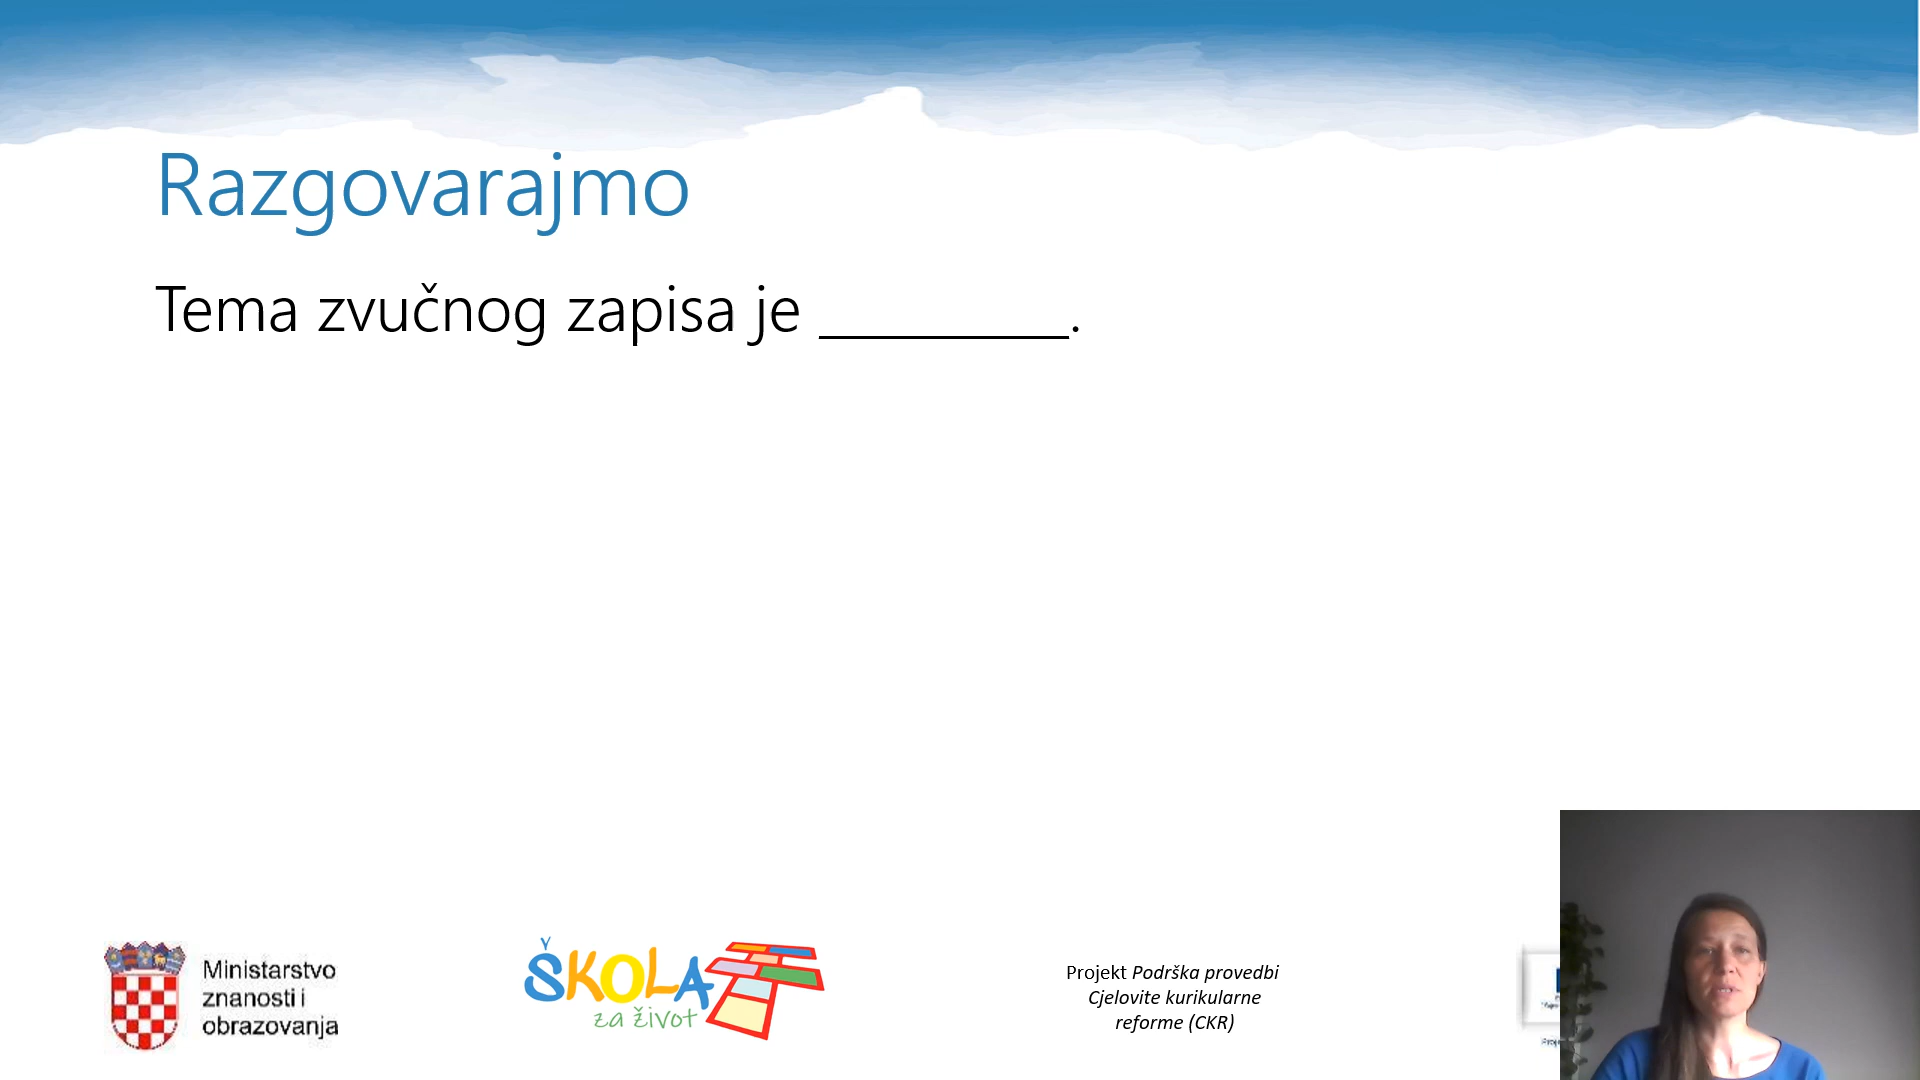 Razgovarajmo
Tema zvučnog zapisa je _________.
Ministarstvo
znanosti i
obrazovanja
ŠKOLA
za život
Projekt Podrška provedbi
Cjelovite kurikularne
reforme (CKR)